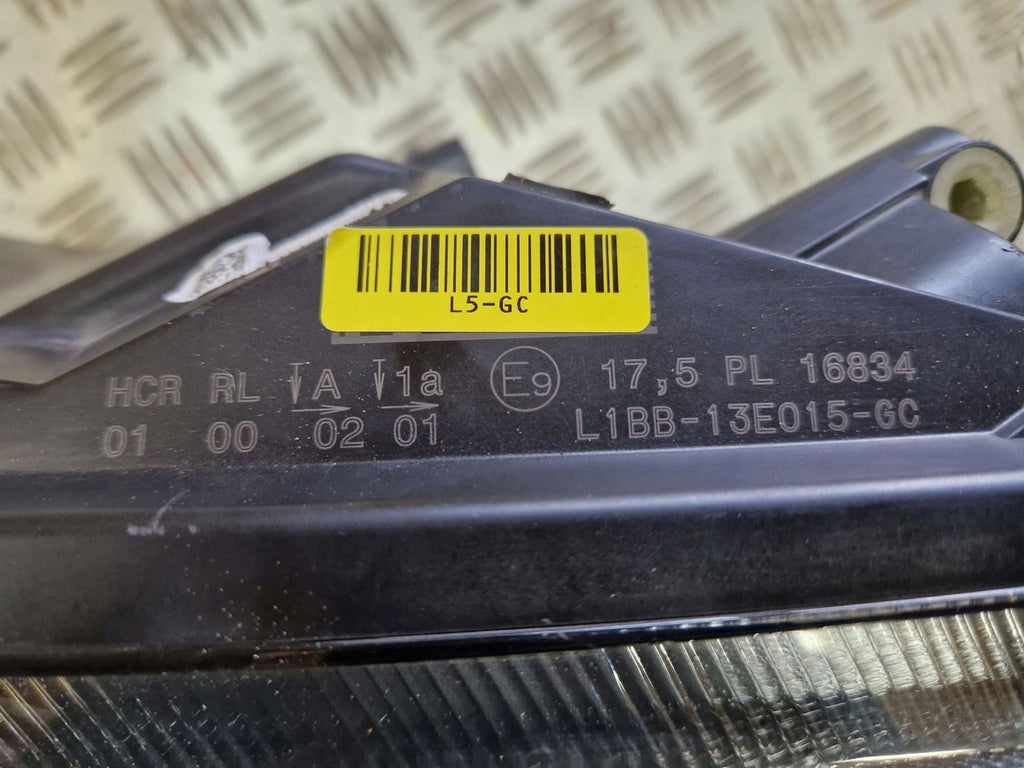 L5-GC
HCR RL A 1a E9 17,5 PL 16834
01 00 02 01 L1BB-13E015-GC